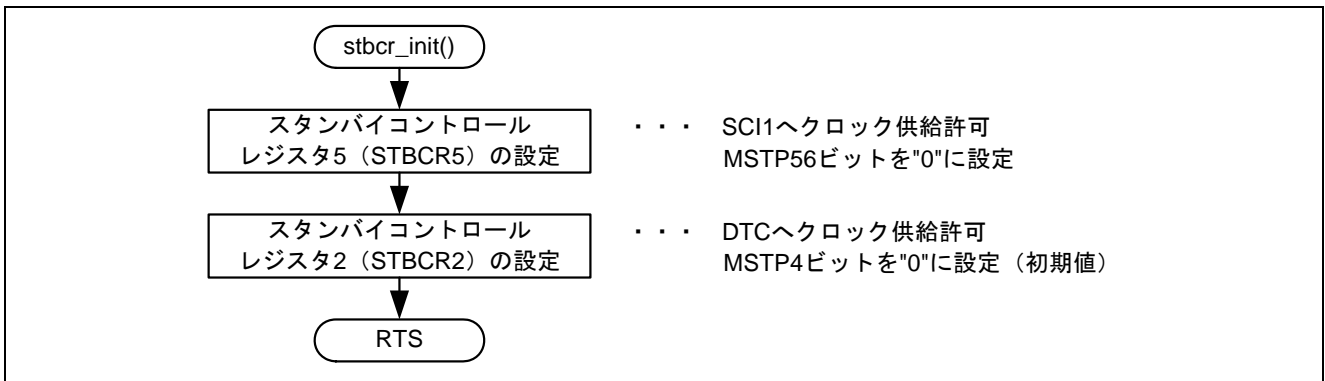 stbcr_init()
スタンバイコントロール
レジスタ5（STBCR5）の設定
・・・ SCI1へクロック供給許可
MSTP56ビットを"0"に設定
スタンバイコントロール
レジスタ2（STBCR2）の設定
・・・ DTCへクロック供給許可
MSTP4ビットを"0"に設定（初期値）
RTS